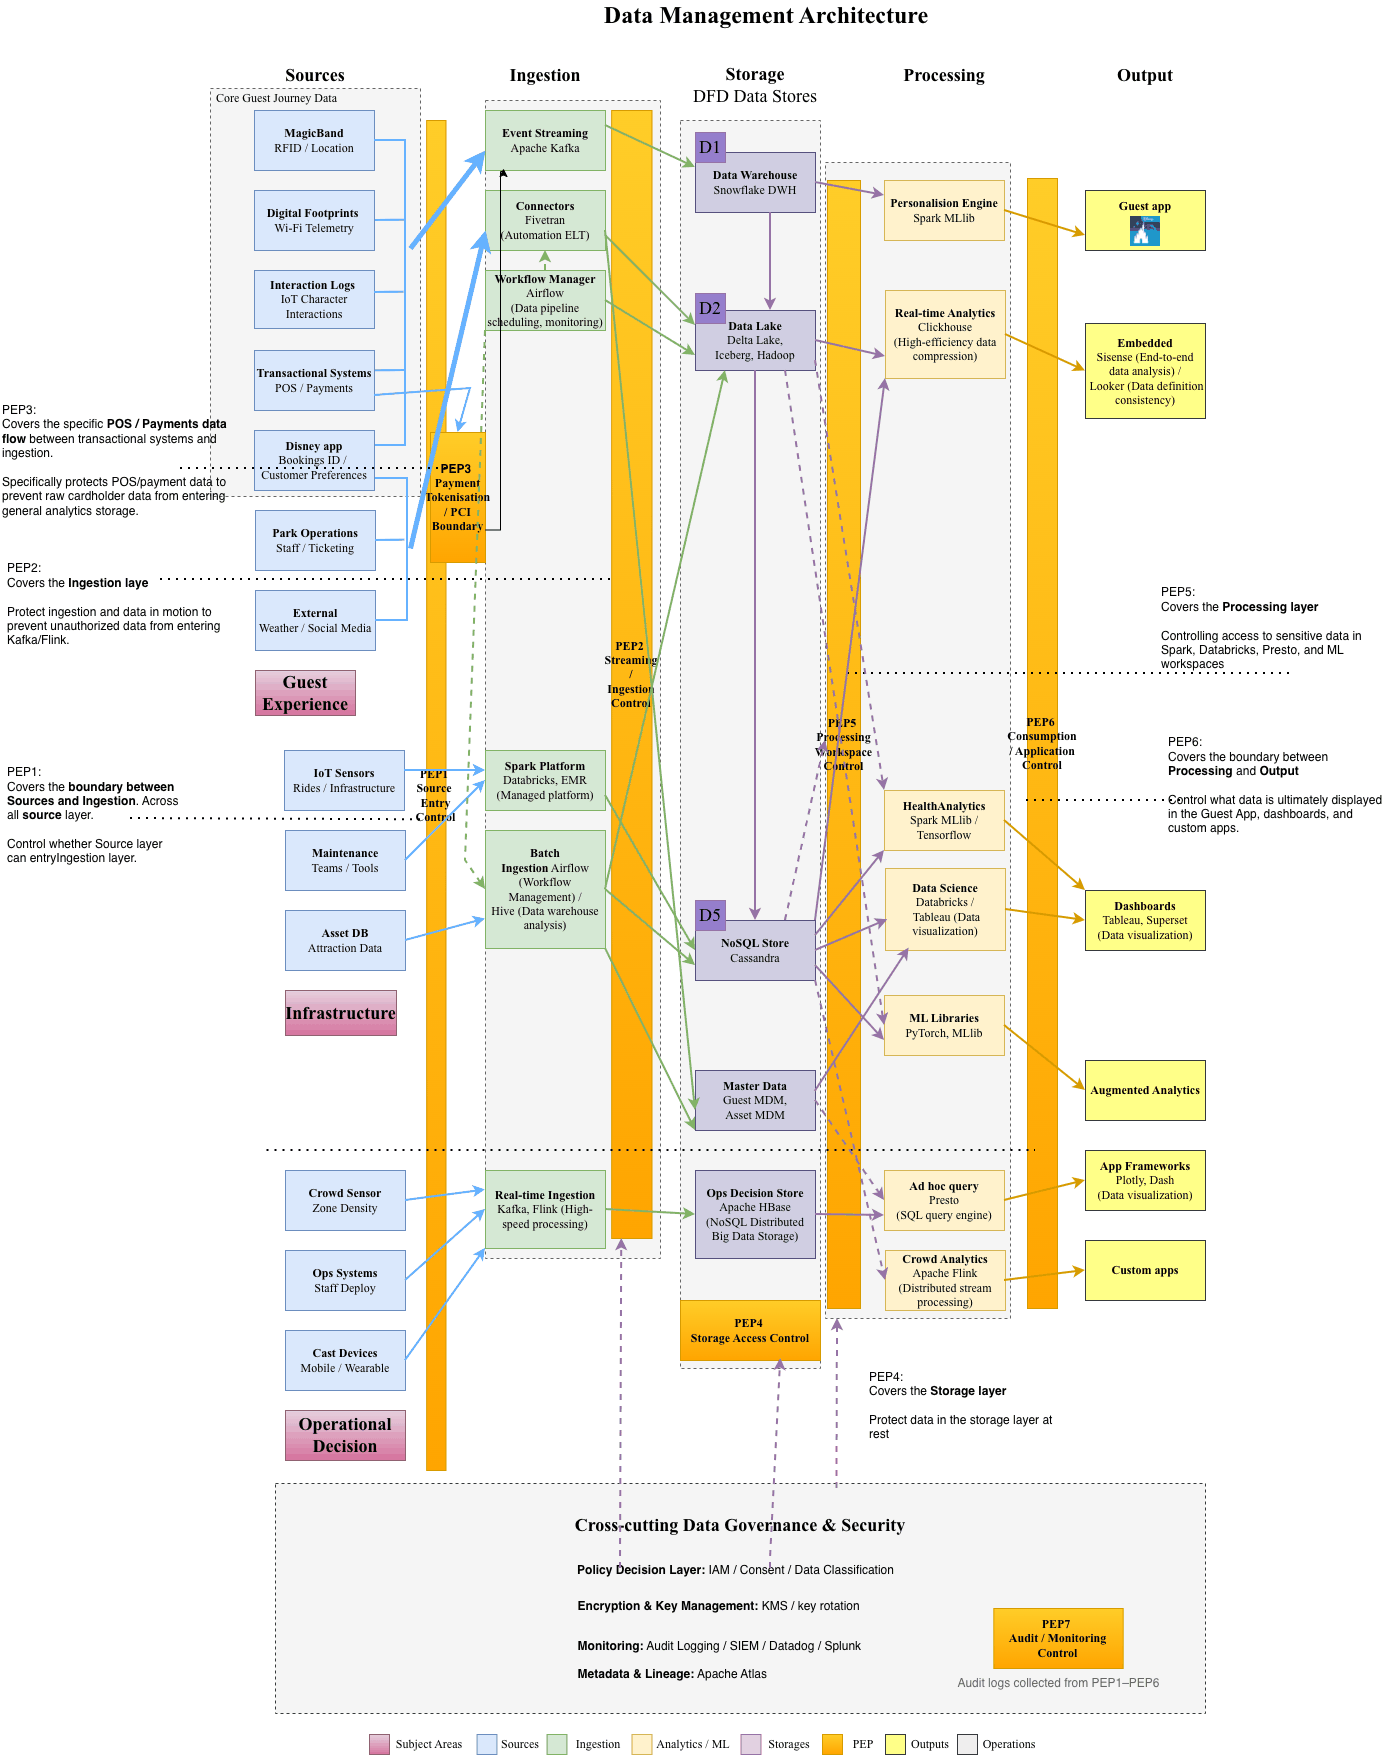 Data Management Architecture
Sources
Ingestion
Storage
DFD Data Stores
Processing
Output
Core Guest Journey Data
MagicBand
RFID / Location
Digital Footprints
Wi-Fi Telemetry
Interaction Logs
IoT Character
Interactions
Transactional Systems
POS / Payments
Disney app
Bookings ID /
Customer Preferences
Park Operations
Staff / Ticketing
External
Weather / Social Media
Guest
Experience
IoT Sensors
Rides / Infrastructure
Maintenance
Teams / Tools
Asset DB
Attraction Data
Infrastructure
Crowd Sensor
Zone Density
Ops Systems
Staff Deploy
Cast Devices
Mobile / Wearable
Operational
Decision
PEP3:
Covers the specific POS / Payments data
flow between transactional systems and
ingestion.
Specifically protects POS/payment data to
prevent raw cardholder data from entering
general analytics storage.
PEP2:
Covers the Ingestion laye
Protect ingestion and data in motion to
prevent unauthorized data from entering
Kafka/Flink.
PEP1:
Covers the boundary between
Sources and Ingestion. Across
all source layer.
Control whether Source layer
can entryIngestion layer.
PEP3
Payment
Tokenisation
/ PCI
Boundary
PEP1
Source
Entry
Control
Event Streaming
Apache Kafka
Connectors
Fivetran
(Automation ELT)
Workflow Manager
Airflow
(Data pipeline
scheduling, monitoring)
Spark Platform
Databricks, EMR
(Managed platform)
Batch
Ingestion Airflow
(Workflow
Management) /
Hive (Data warehouse
analysis)
Real-time Ingestion
Kafka, Flink (High-
speed processing)
PEP2
Streaming
/
Ingestion
Control
D1
Data Warehouse
Snowflake DWH
D2
Data Lake
Delta Lake,
Iceberg, Hadoop
D5
NoSQL Store
Cassandra
Master Data
Guest MDM,
Asset MDM
Ops Decision Store
Apache HBase
(NoSQL Distributed
Big Data Storage)
PEP4
Storage Access Control
PEP5
Processing
Workspace
Control
Personalision Engine
Spark MLlib
Real-time Analytics
Clickhouse
(High-efficiency data
compression)
HealthAnalytics
Spark MLlib /
Tensorflow
Data Science
Databricks /
Tableau (Data
visualization)
ML Libraries
PyTorch, MLlib
Ad hoc query
Presto
(SQL query engine)
Crowd Analytics
Apache Flink
(Distributed stream
processing)
PEP6
Consumption
/ Application
Control
Guest app
Embedded
Sisense (End-to-end
data analysis) /
Looker (Data definition
consistency)
Dashboards
Tableau, Superset
(Data visualization)
Augmented Analytics
App Frameworks
Plotly, Dash
(Data visualization)
Custom apps
PEP5:
Covers the Processing layer
Controlling access to sensitive data in
Spark, Databricks, Presto, and ML
workspaces
PEP6:
Covers the boundary between
Processing and Output
Control what data is ultimately displayed
in the Guest App, dashboards, and
custom apps.
PEP4:
Covers the Storage layer
Protect data in the storage layer at
rest
Cross-cutting Data Governance & Security
Policy Decision Layer: IAM / Consent / Data Classification
Encryption & Key Management: KMS / key rotation
Monitoring: Audit Logging / SIEM / Datadog / Splunk
Metadata & Lineage: Apache Atlas
PEP7
Audit / Monitoring
Control
Audit logs collected from PEP1–PEP6
Subject Areas
Sources
Ingestion
Analytics / ML
Storages
PEP
Outputs
Operations